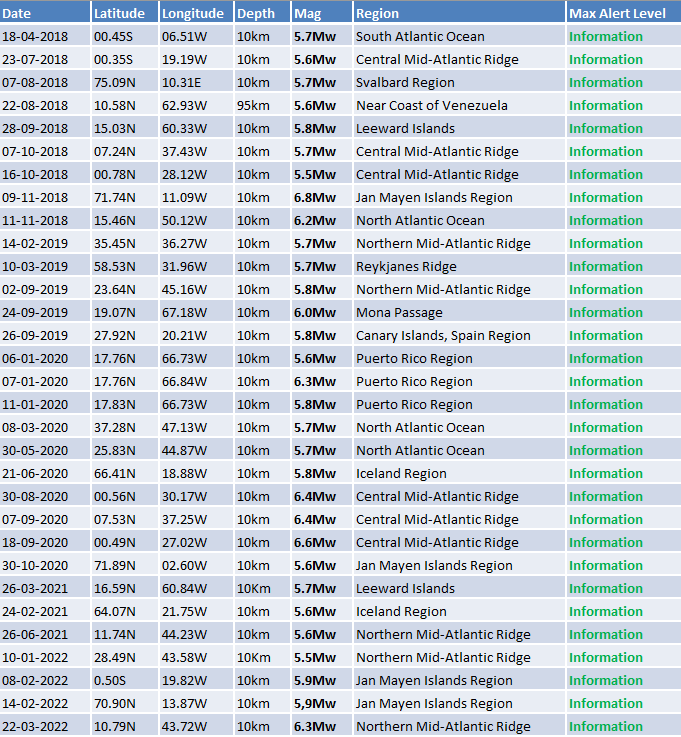 Date Latitude Longitude Depth Mag Region Max Alert Level
18-04-2018 00.45S 06.51W 10km 5.7Mw South Atlantic Ocean Information
23-07-2018 00.35S 19.19W 10km 5.6Mw Central Mid-Atlantic Ridge Information
07-08-2018 75.09N 10.31E 10km 5.7Mw Svalbard Region Information
22-08-2018 10.58N 62.93W 95km 5.6Mw Near Coast of Venezuela Information
28-09-2018 15.03N 60.33W 10km 5.8Mw Leeward Islands Information
07-10-2018 07.24N 37.43W 10km 5.7Mw Central Mid-Atlantic Ridge Information
16-10-2018 00.78N 28.12W 10km 5.5Mw Central Mid-Atlantic Ridge Information
09-11-2018 71.74N 11.09W 10km 6.8Mw Jan Mayen Islands Region Information
11-11-2018 15.46N 50.12W 10km 6.2Mw North Atlantic Ocean Information
14-02-2019 35.45N 36.27W 10km 5.7Mw Northern Mid-Atlantic Ridge Information
10-03-2019 58.53N 31.96W 10km 5.7Mw Reykjanes Ridge Information
02-09-2019 23.64N 45.16W 10km 5.8Mw Northern Mid-Atlantic Ridge Information
24-09-2019 19.07N 67.18W 10km 6.0Mw Mona Passage Information
26-09-2019 27.92N 20.21W 10km 5.8Mw Canary Islands, Spain Region Information
06-01-2020 17.76N 66.73W 10km 5.6Mw Puerto Rico Region Information
07-01-2020 17.76N 66.84W 10km 6.3Mw Puerto Rico Region Information
11-01-2020 17.83N 66.73W 10km 5.8Mw Puerto Rico Region Information
08-03-2020 37.28N 47.13W 10km 5.7Mw North Atlantic Ocean Information
30-05-2020 25.83N 44.87W 10km 5.7Mw North Atlantic Ocean Information
21-06-2020 66.41N 18.88W 10km 5.8Mw Iceland Region Information
30-08-2020 00.56N 30.17W 10km 6.4Mw Central Mid-Atlantic Ridge Information
07-09-2020 07.53N 37.25W 10km 6.4Mw Central Mid-Atlantic Ridge Information
18-09-2020 00.49N 27.02W 10km 6.6Mw Central Mid-Atlantic Ridge Information
30-10-2020 71.89N 02.60W 10km 5.6Mw Jan Mayen Islands Region Information
26-03-2021 16.59N 60.84W 10Km 5.7Mw Leeward Islands Information
24-02-2021 64.07N 21.75W 10km 5.6Mw Iceland Region Information
26-06-2021 11.74N 44.23W 10km 5.6Mw Northern Mid-Atlantic Ridge Information
10-01-2022 28.49N 43.58W 10Km 5.5Mw Northern Mid-Atlantic Ridge Information
08-02-2022 0.50S 19.82W 10km 5.9Mw Jan Mayen Islands Region Information
14-02-2022 70.90N 13.87W 10km 5,9Mw Jan Mayen Islands Region Information
22-03-2022 10.79N 43.72W 10km 6.3Mw Northern Mid-Atlantic Ridge Information